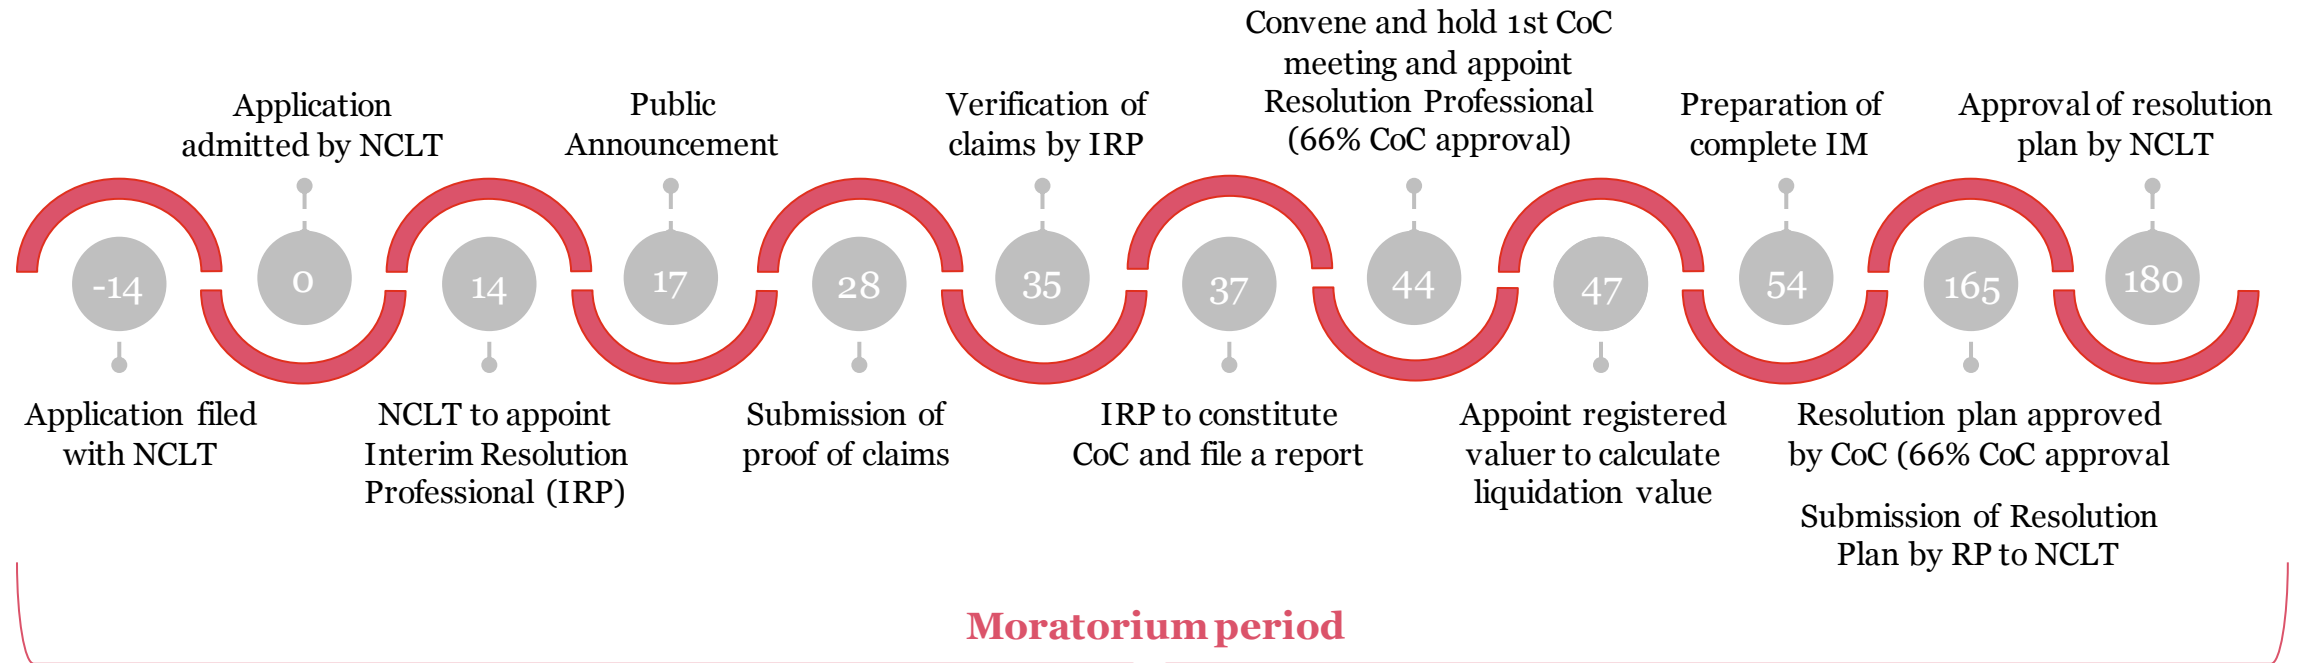 Application
admitted by NCLT
Public
Announcement
Verification of
claims by IRP
Convene and hold 1st CoC
meeting and appoint
Resolution Professional
(66% CoC approval)
Preparation of
complete IM
Approval of resolution
plan by NCLT
-14
0
14
17
28
35
37
44
47
54
165
180
Application filed
with NCLT
NCLT to appoint
Interim Resolution
Professional (IRP)
Submission of
proof of claims
IRP to constitute
CoC and file a report
Appoint registered
valuer to calculate
liquidation value
Resolution plan approved
by CoC (66% CoC approval
Submission of Resolution
Plan by RP to NCLT
Moratorium period